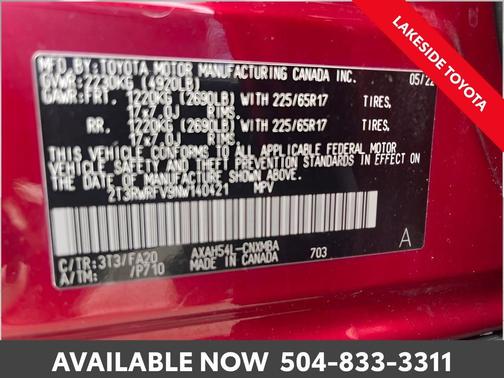 LAKESIDE TOYOTA
MFD.BY:TOYOTA MOTOR MANUFACTURING CANADA INC. 05/22
GVWR:2230KG (4920LB)
GAWR:FRT. 1220KG (2690LB) WITH 225/65R17 TIRES,
17x7.0J RIMS,
RR. 1220KG (2690LB) WITH 225/65R17 TIRES,
17x7.0J RIMS,
THIS VEHICLE CONFORMS TO ALL APPLICABLE FEDERAL MOTOR
VEHICLE SAFETY AND THEFT PREVENTION STANDARDS IN EFFECT ON
THE DATE OF MANUFACTURE SHOWN ABOVE.
2T3RWRFV9NW140421 MPV
C/TR:3T3/FA20 AXAH54L-CNXMBA
A/TM: /P710 MADE IN CANADA 703 A
AVAILABLE NOW 504-833-3311